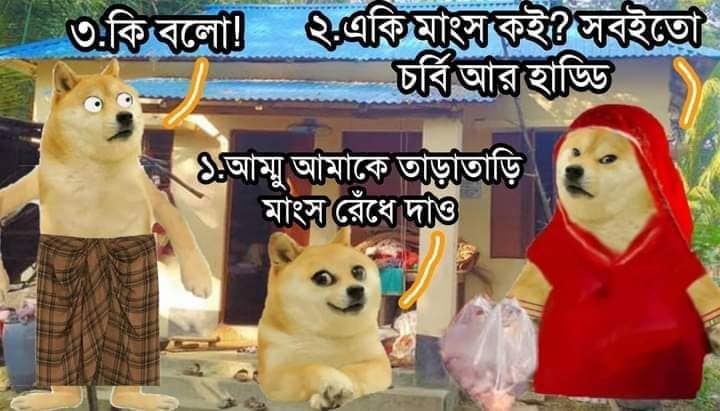 ৩.কি বলো!
২.একি মাংস কই? সবইতো
চর্বি আর হাড্ডি
১.আম্মু আমাকে তাড়াতাড়ি
মাংস রেঁধে দাও